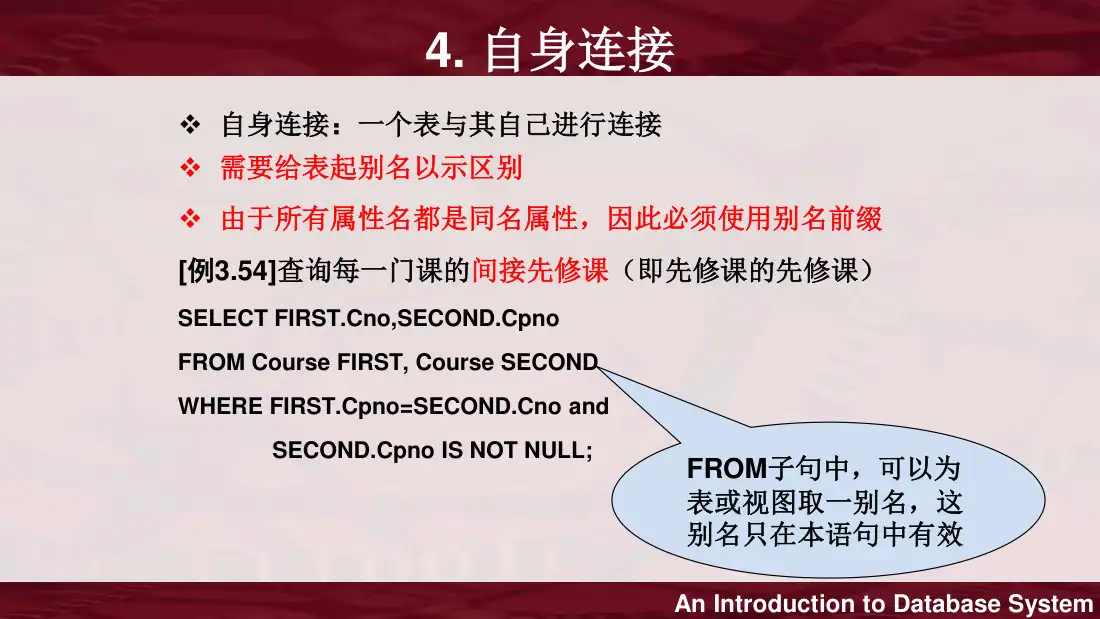 4. 自身连接
❖ 自身连接：一个表与其自己进行连接
❖ 需要给表起别名以示区别
❖ 由于所有属性名都是同名属性，因此必须使用别名前缀
[例3.54]查询每一门课的间接先修课（即先修课的先修课）
SELECT FIRST.Cno,SECOND.Cpno
FROM Course FIRST, Course SECOND
WHERE FIRST.Cpno=SECOND.Cno and
SECOND.Cpno IS NOT NULL;
FROM子句中，可以为
表或视图取一别名，这
别名只在本语句中有效
An Introduction to Database System